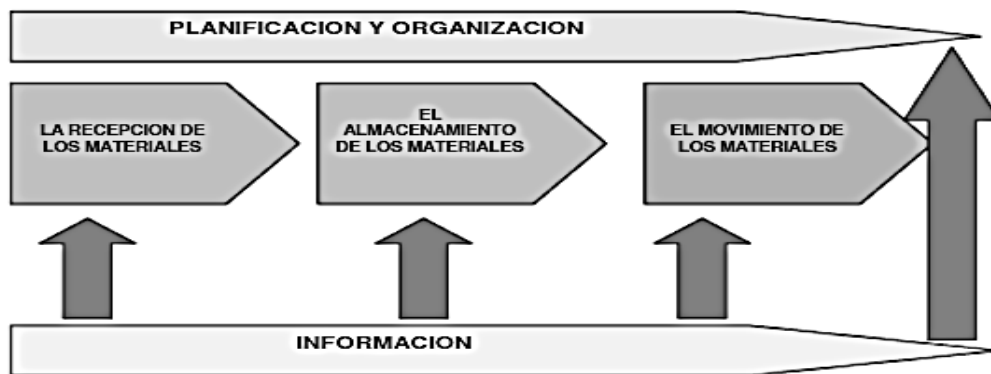 PLANIFICACION Y ORGANIZACION
LA RECEPCION DE
LOS MATERIALES
EL
ALMACENAMIENTO
DE LOS MATERIALES
EL MOVIMIENTO DE
LOS MATERIALES
INFORMACION